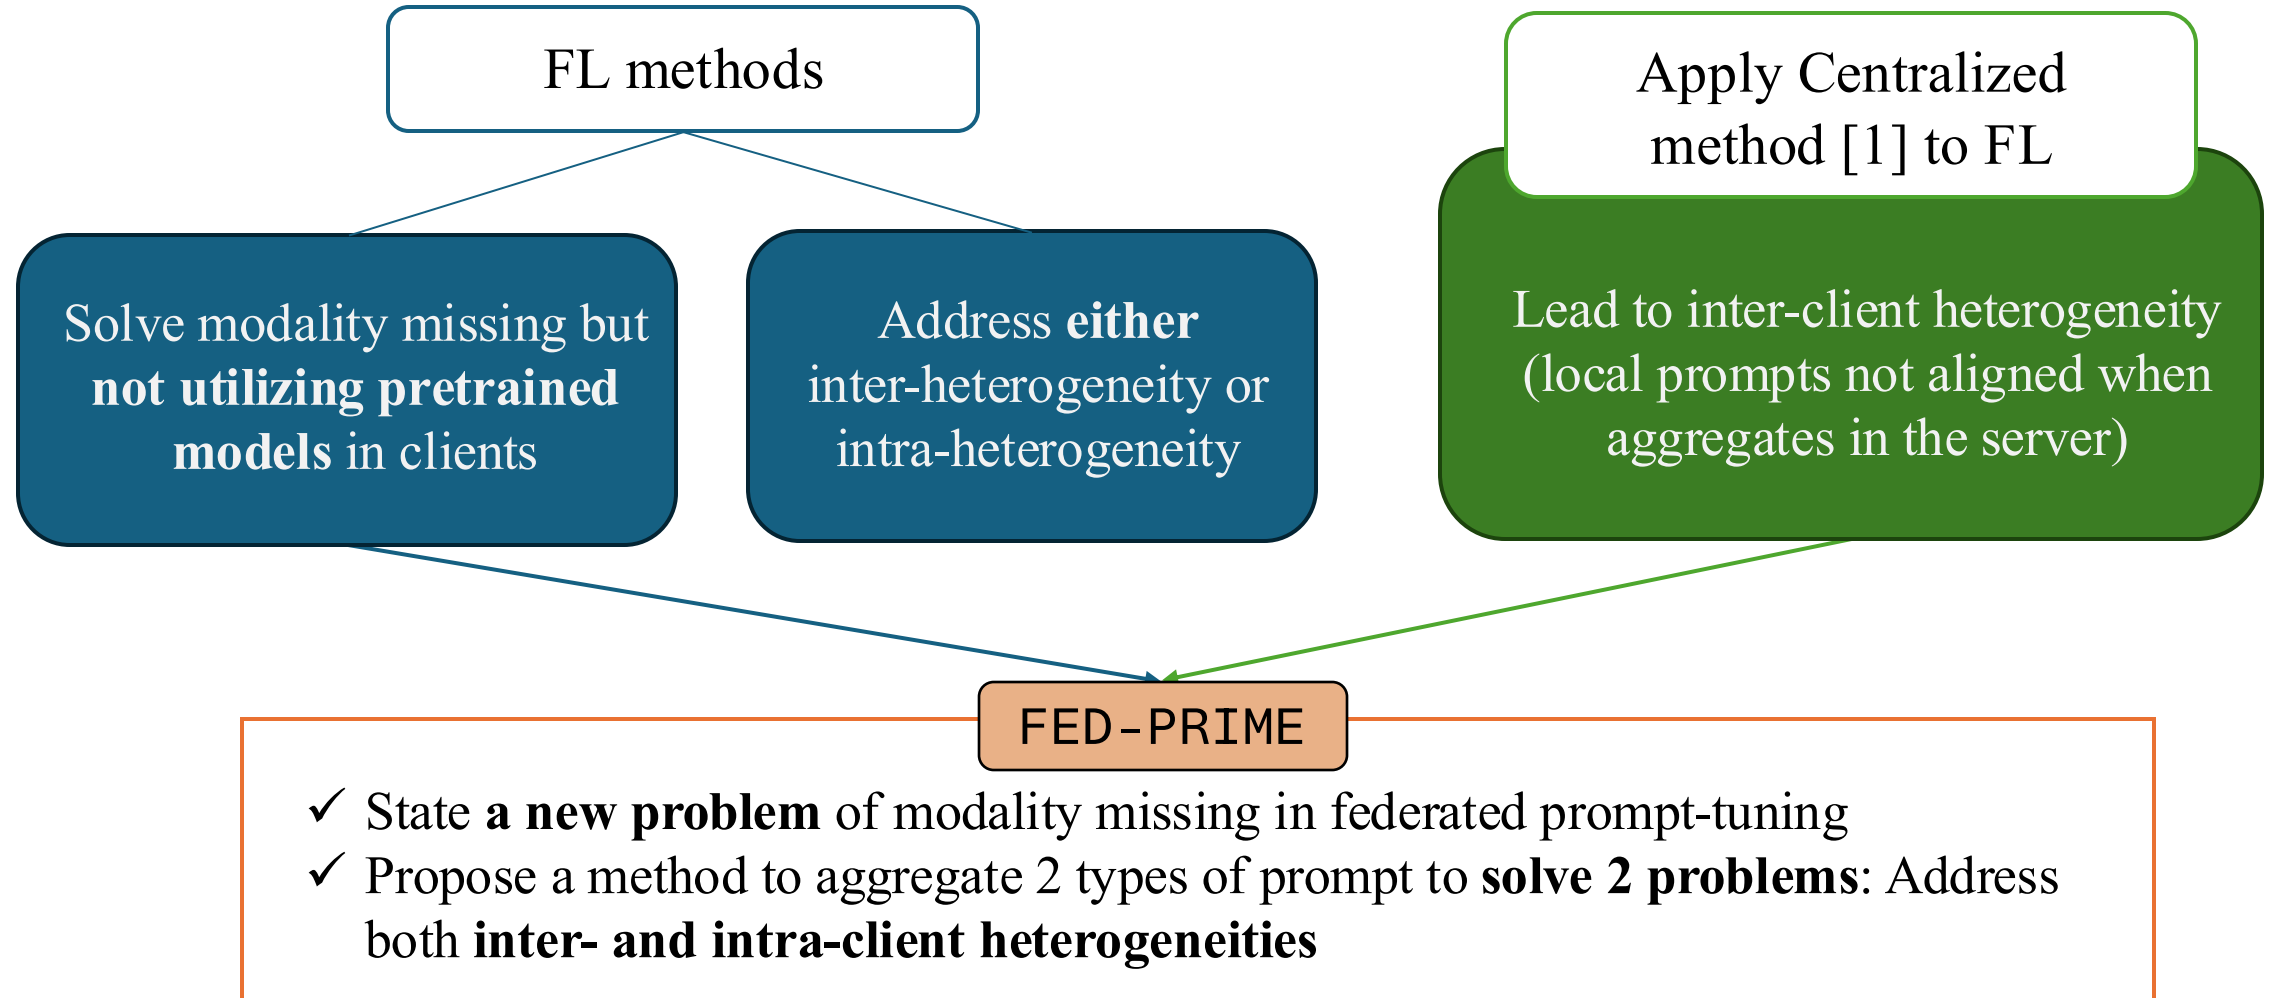 FL methods
Apply Centralized
method [1] to FL
Solve modality missing but
not utilizing pretrained
models in clients
Address either
inter-heterogeneity or
intra-heterogeneity
Lead to inter-client heterogeneity
(local prompts not aligned when
aggregates in the server)
FED-PRIME
✓ State a new problem of modality missing in federated prompt-tuning
✓ Propose a method to aggregate 2 types of prompt to solve 2 problems: Address
both inter- and intra-client heterogeneities